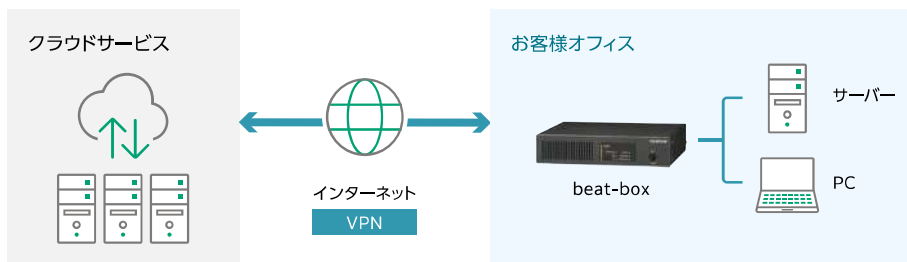 クラウドサービス
インターネット
VPN
お客様オフィス
beat-box
サーバー
PC